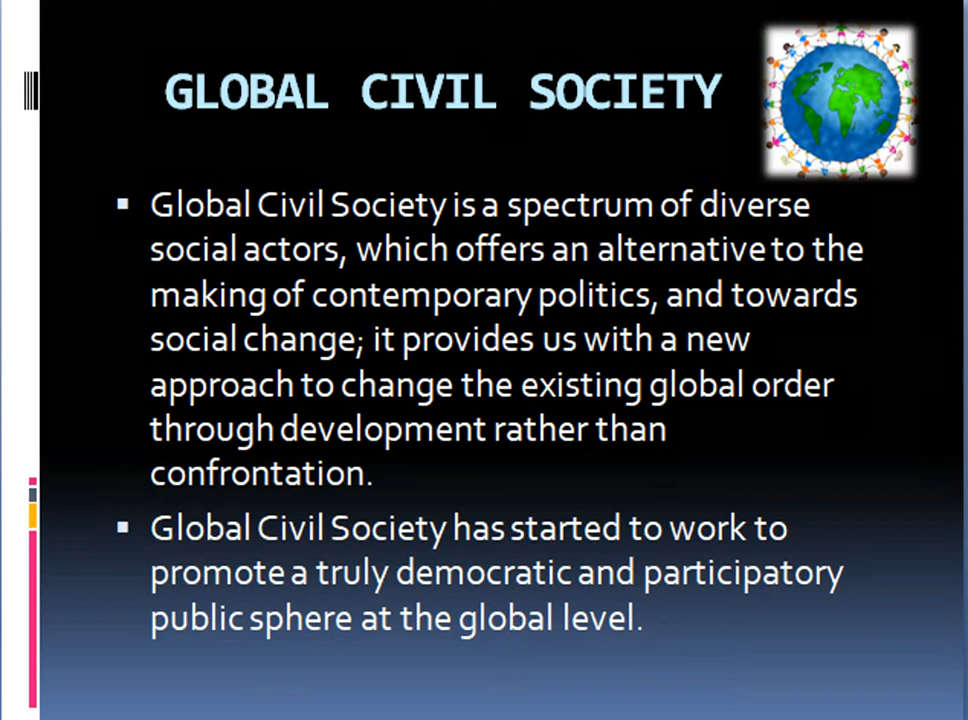 GLOBAL CIVIL SOCIETY
Global Civil Society is a spectrum of diverse
social actors, which offers an alternative to the
making of contemporary politics, and towards
social change; it provides us with a new
approach to change the existing global order
through development rather than
confrontation.
Global Civil Society has started to work to
promote a truly democratic and participatory
public sphere at the global level.